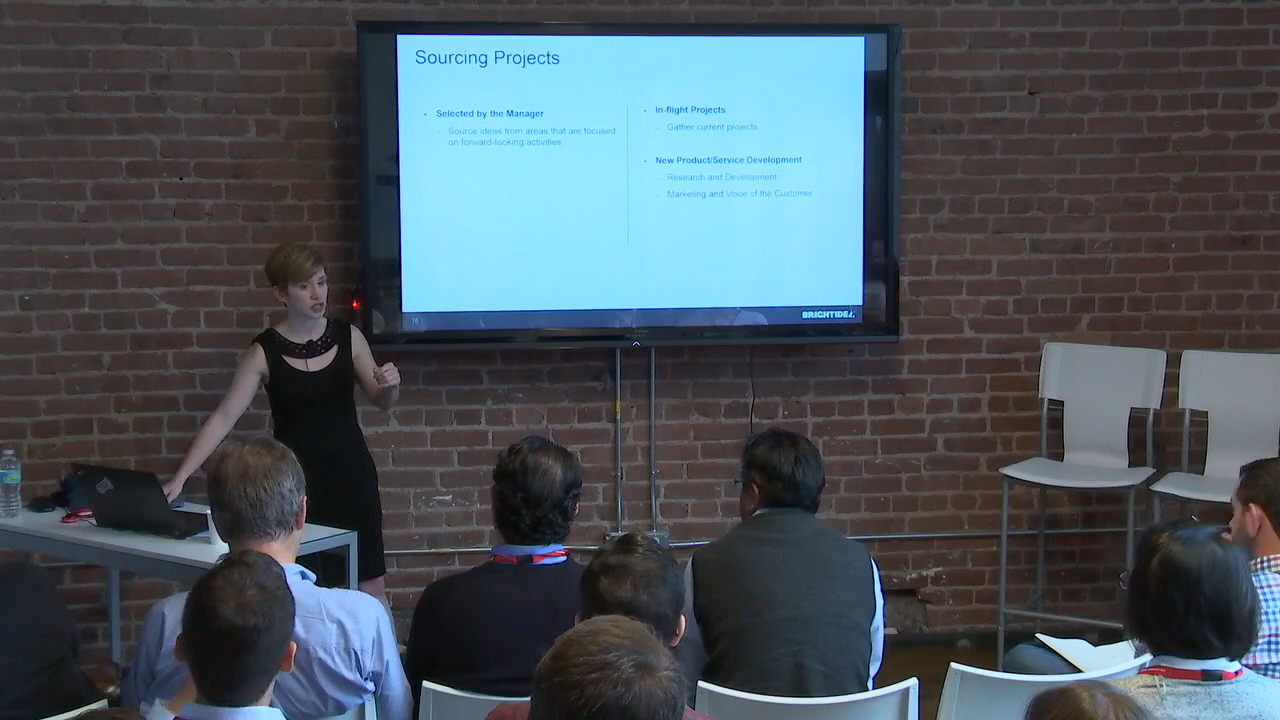 Sourcing Projects
• Selected by the Manager
– Source ideas from areas that are focused
on forward-looking activities.
• In-flight Projects
– Gather current projects
• New Product/Service Development
– Research and Development
– Marketing and Voice of the Customer
16
BRIGHTIDEA